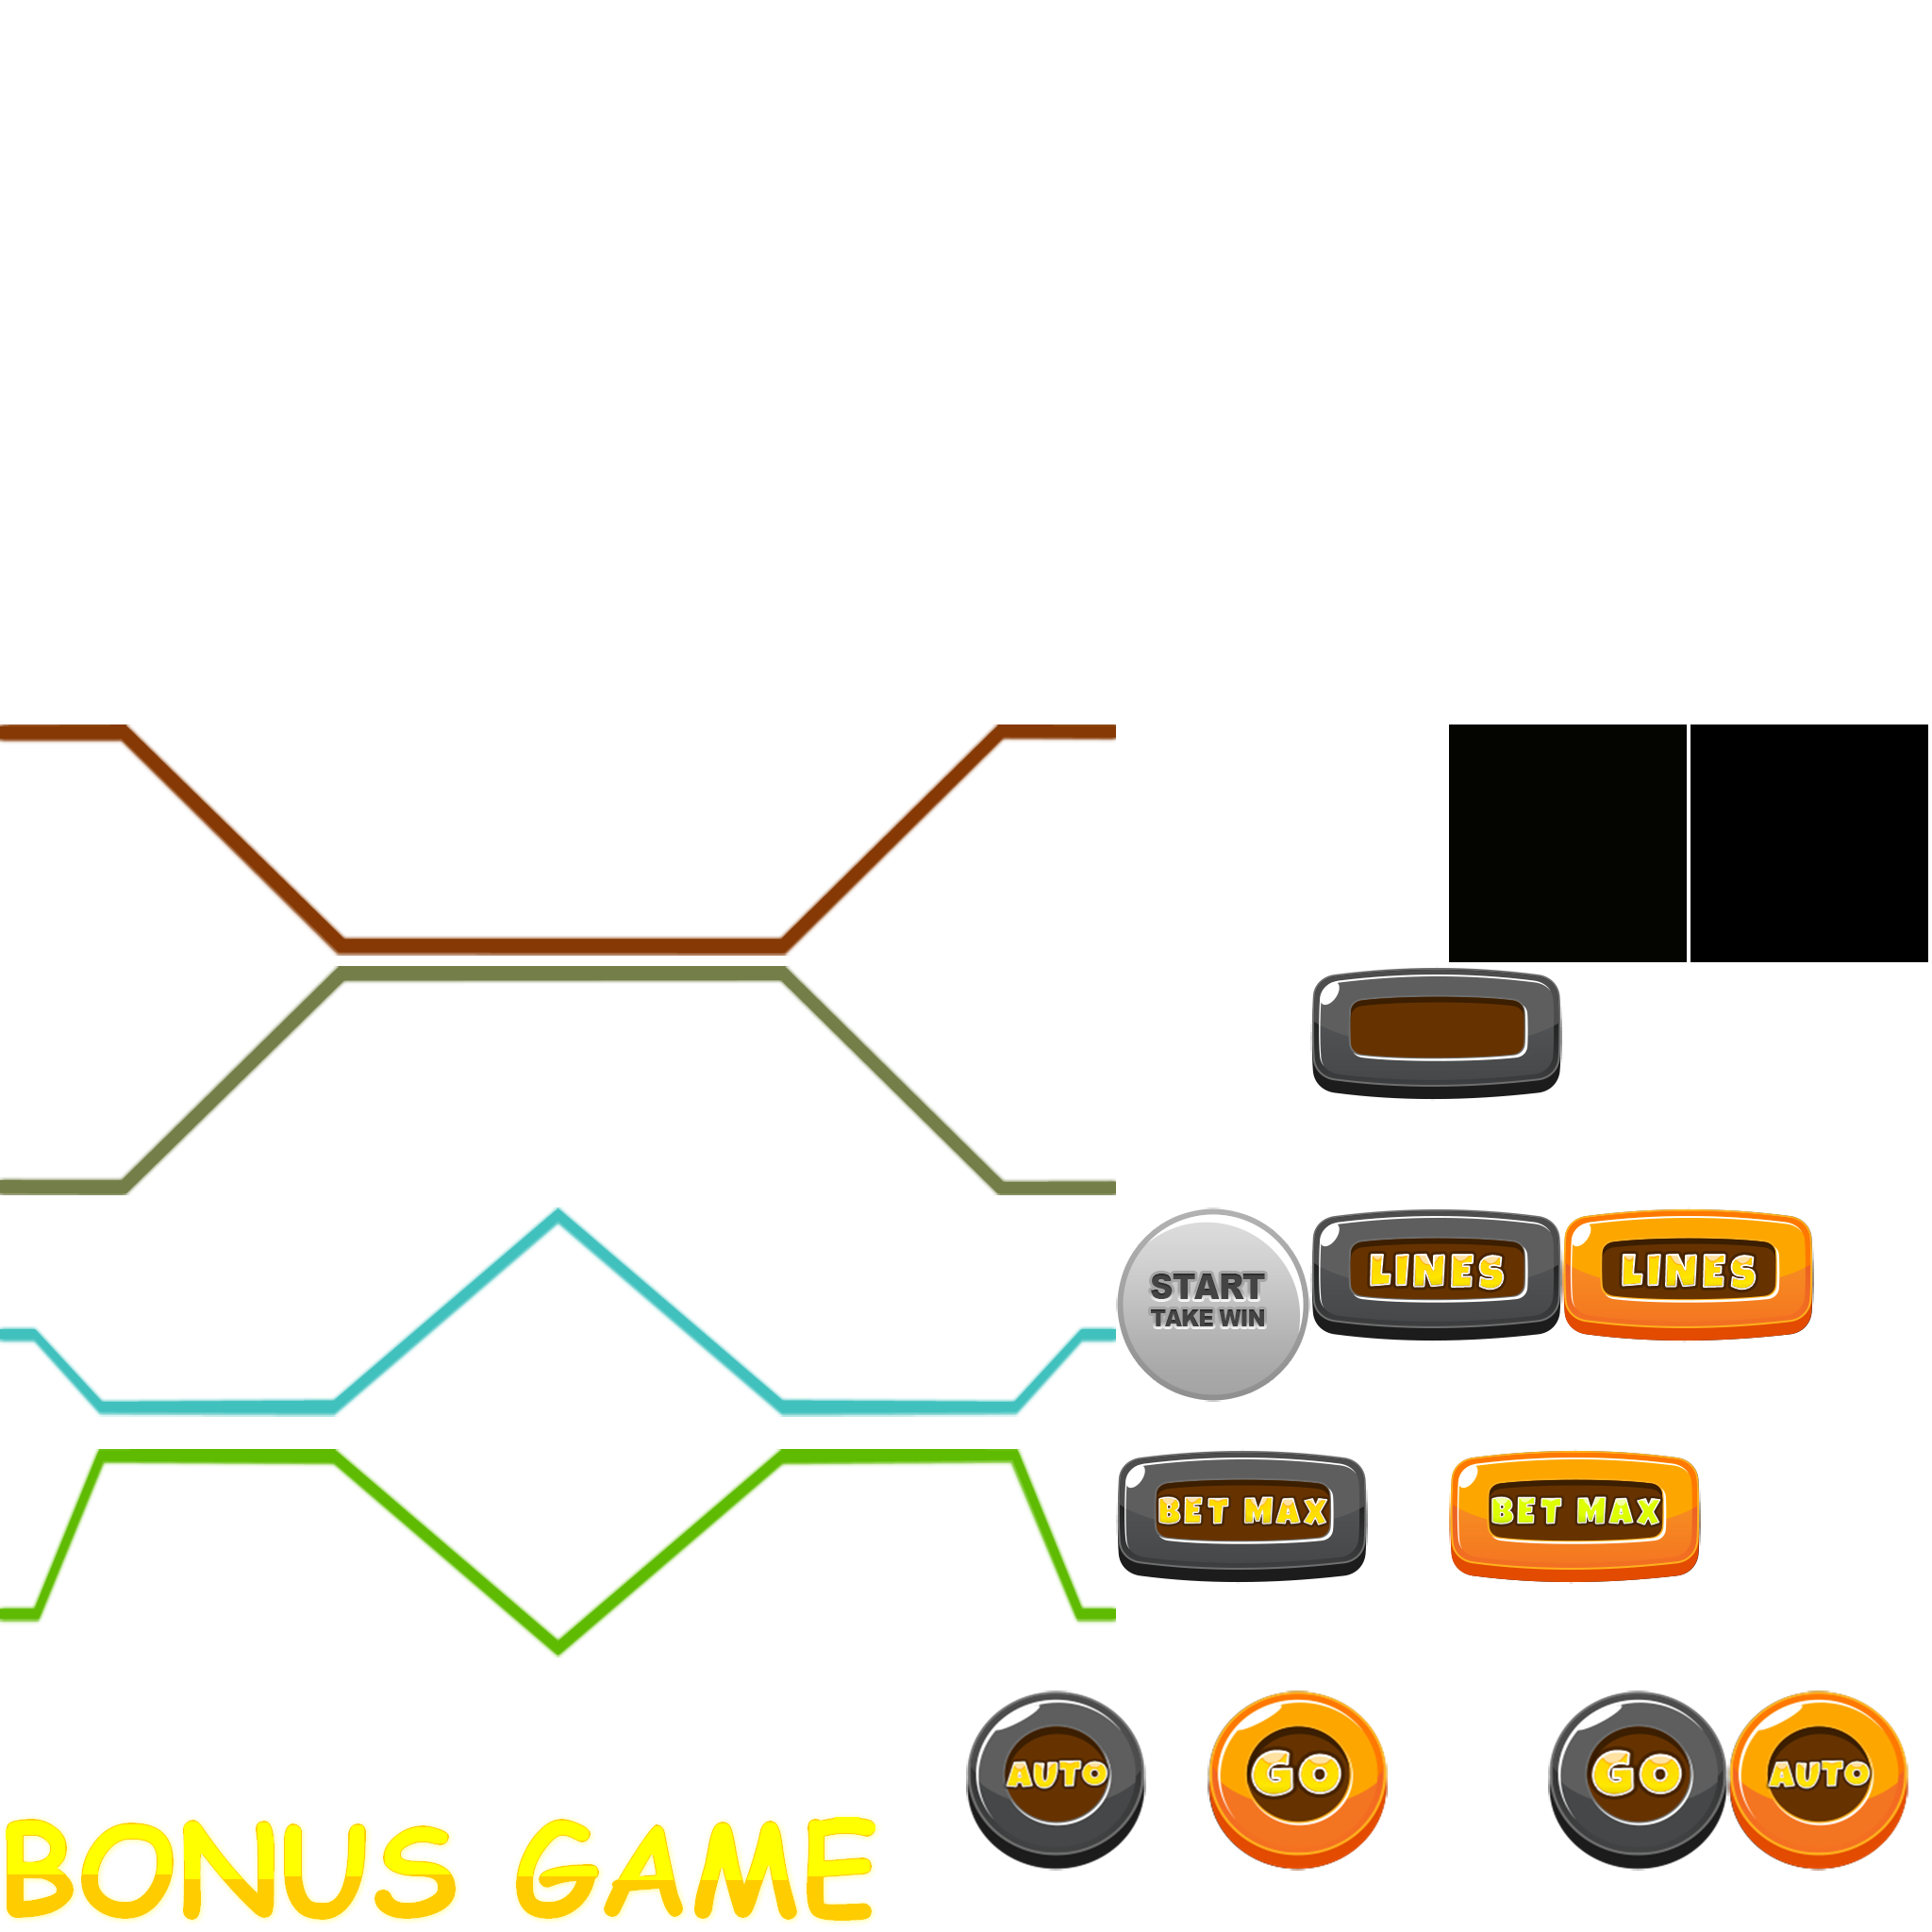 START
TAKE WIN
LINES
LINES
BET MAX
BET MAX
AUTO
GO
GO
AUTO
BONUS GAME